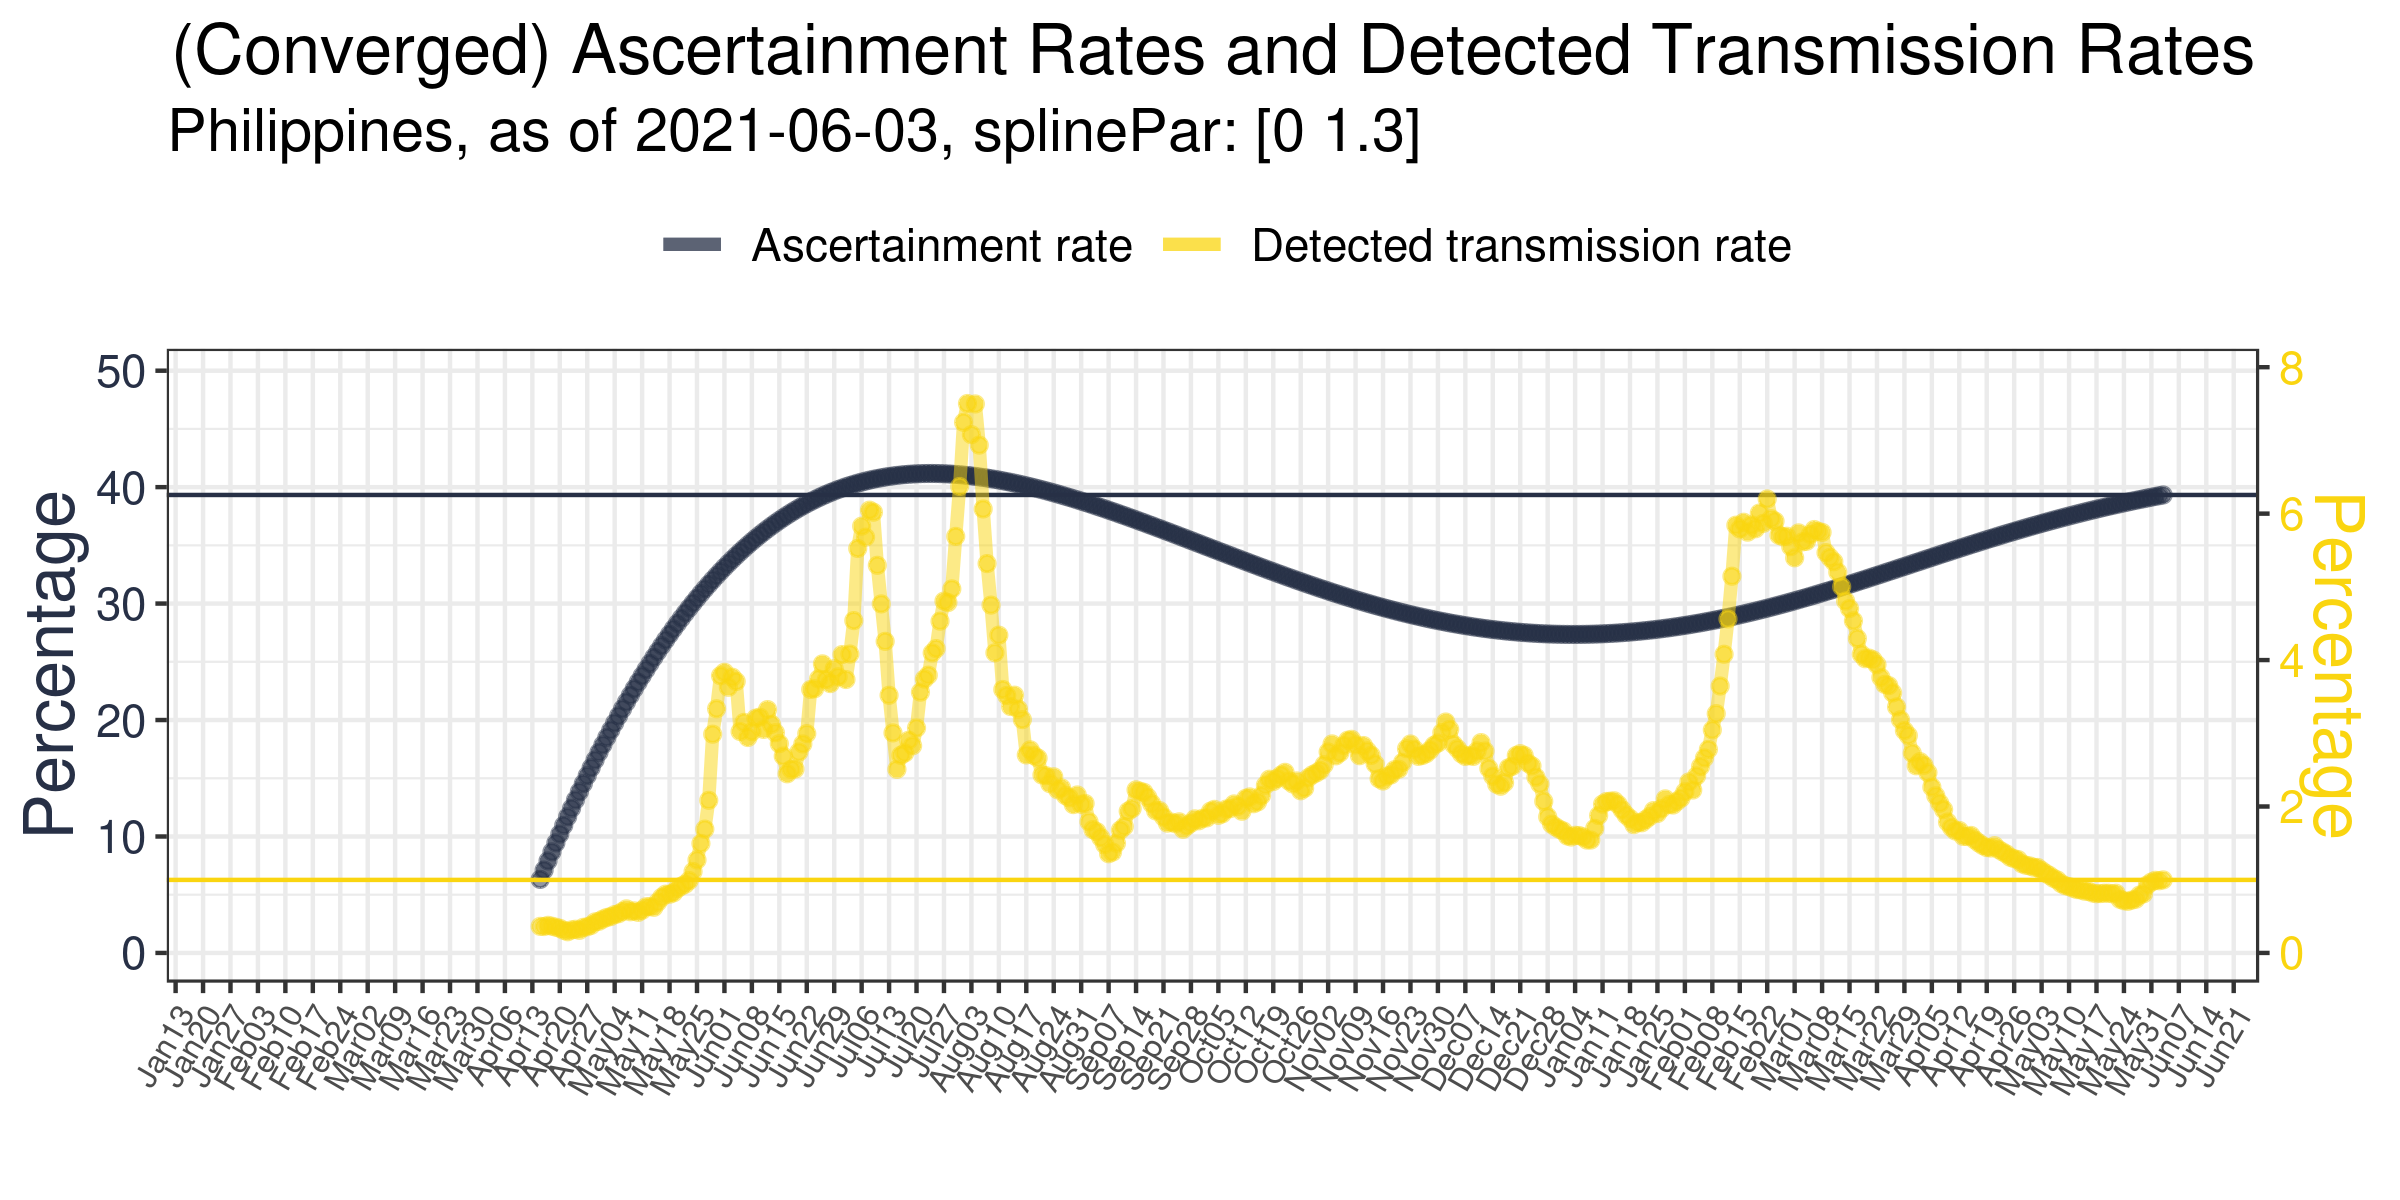 (Converged) Ascertainment Rates and Detected Transmission Rates
Philippines, as of 2021-06-03, splinePar: [0 1.3]
Ascertainment rate
Detected transmission rate
Percentage
50
40
30
20
10
0
8
6
4
2
0
Percentage
Jan13
Jan20
Jan27
Feb03
Feb10
Feb17
Feb24
Mar02
Mar09
Mar16
Mar23
Mar30
Apr06
Apr13
Apr20
Apr27
May04
May11
May18
May25
Jun01
Jun08
Jun15
Jun22
Jun29
Jul06
Jul13
Jul20
Jul27
Aug03
Aug10
Aug17
Aug24
Aug31
Sep07
Sep14
Sep21
Sep28
Oct05
Oct12
Oct19
Oct26
Nov02
Nov09
Nov16
Nov23
Nov30
Dec07
Dec14
Dec21
Dec28
Jan04
Jan11
Jan18
Jan25
Feb01
Feb08
Feb15
Feb22
Mar01
Mar08
Mar15
Mar22
Mar29
Apr05
Apr12
Apr19
Apr26
May03
May10
May17
May24
May31
Jun07
Jun14
Jun21